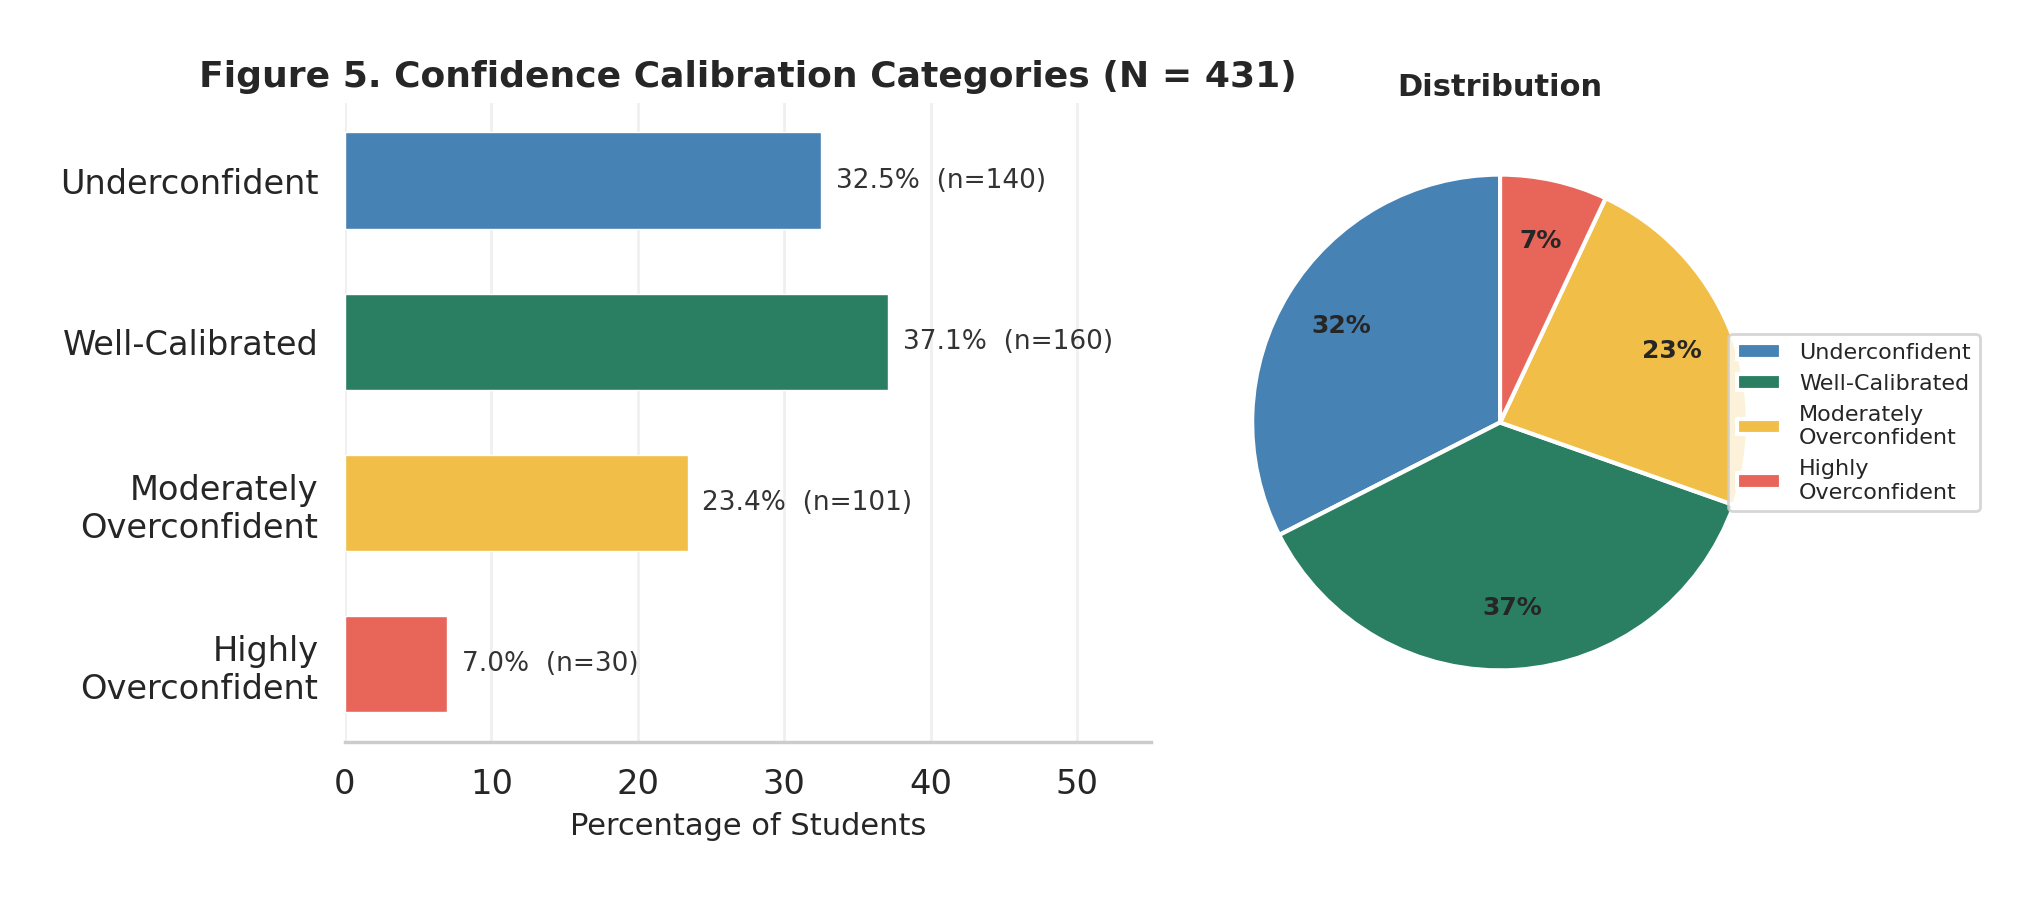 Figure 5. Confidence Calibration Categories (N = 431)
Underconfident
32.5%  (n=140)
Well-Calibrated
37.1%  (n=160)
Moderately
Overconfident
23.4%  (n=101)
Highly
Overconfident
7.0%  (n=30)
0 10 20 30 40 50
Percentage of Students
Distribution
7%
32%
23%
37%
Underconfident
Well-Calibrated
Moderately
Overconfident
Highly
Overconfident